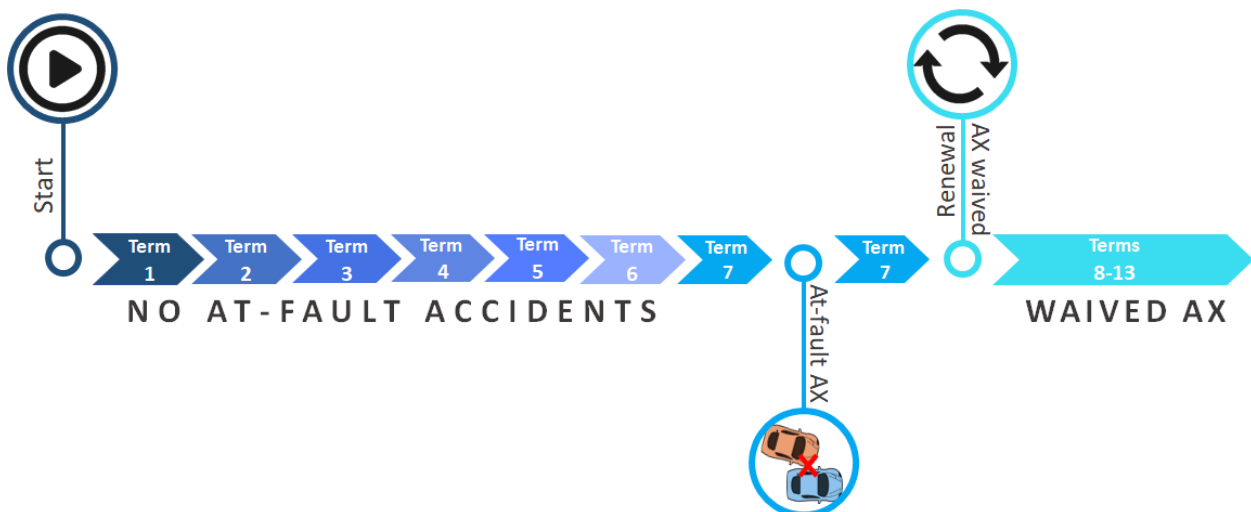 Start
Renewal
AX waived
Term
1
Term
2
Term
3
Term
4
Term
5
Term
6
Term
7
Term
7
Terms
8-13
NO AT-FAULT ACCIDENTS
WAIVED AX
At-fault AX